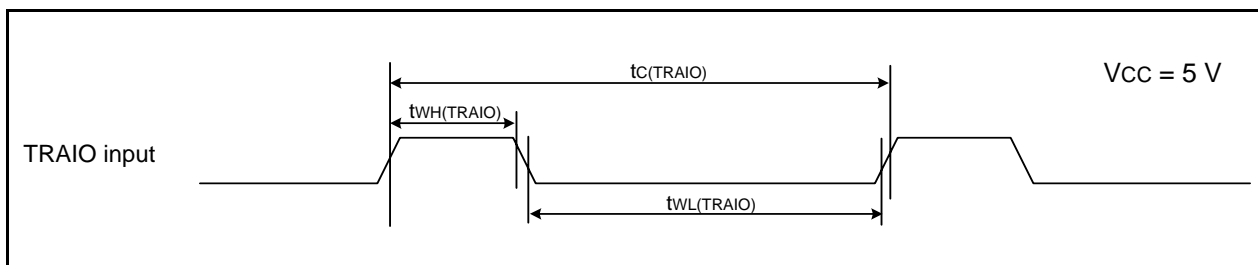 tC(TRAIO)
VCC = 5 V
tWH(TRAIO)
TRAIO input
tWL(TRAIO)